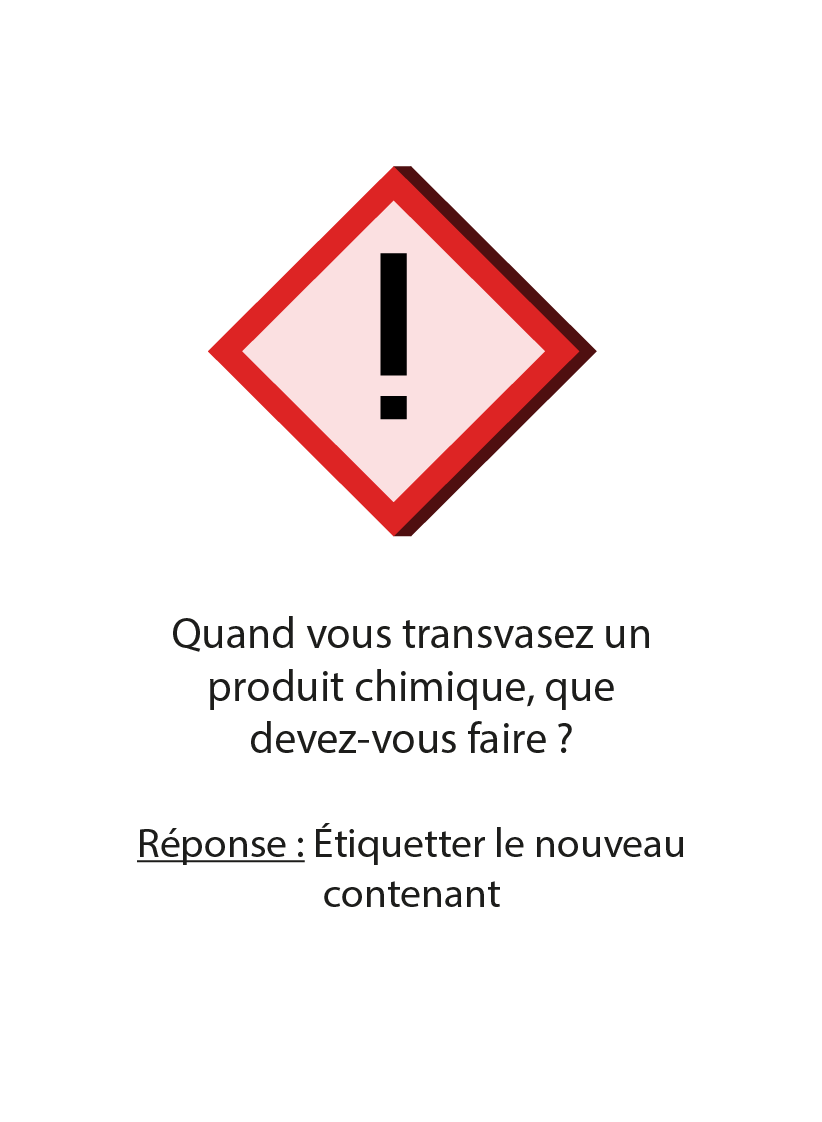 Quand vous transvasez un
produit chimique, que
devez-vous faire ?
Réponse : Étiquetter le nouveau
contenant